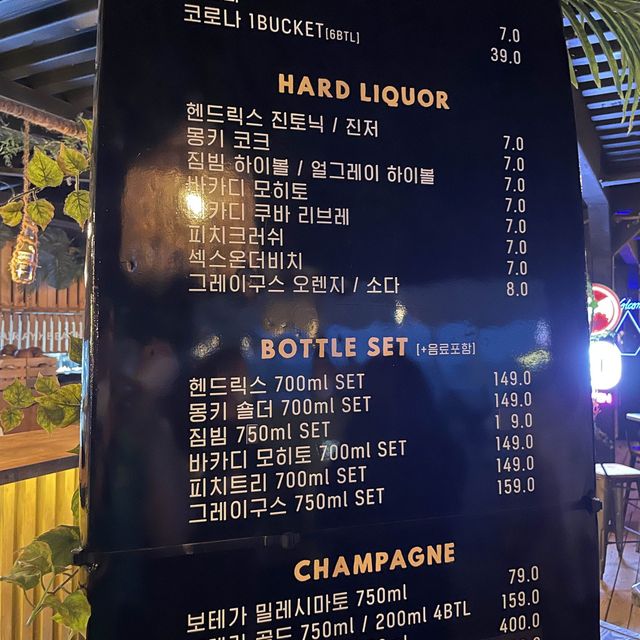 7.0
코로나 1BUCKET[6BTL] 39.0
HARD LIQUOR
헨드릭스 진토닉 / 진저 7.0
몽키 코크 7.0
짐빔 하이볼 / 얼그레이 하이볼 7.0
바카디 모히토 7.0
바카디 쿠바 리브레 7.0
피치크러쉬 7.0
섹스온더비치 7.0
그레이구스 오렌지 / 소다 8.0
BOTTLE SET [+음료포함]
헨드릭스 700ml SET 149.0
몽키 숄더 700ml SET 149.0
짐빔 750ml SET 1 9.0
바카디 모히토 700ml SET 149.0
피치트리 700ml SET 149.0
그레이구스 750ml SET 159.0
CHAMPAGNE
보테가 밀레시마토 750ml 79.0
골드 750ml / 200ml 4BTL 159.0
400.0